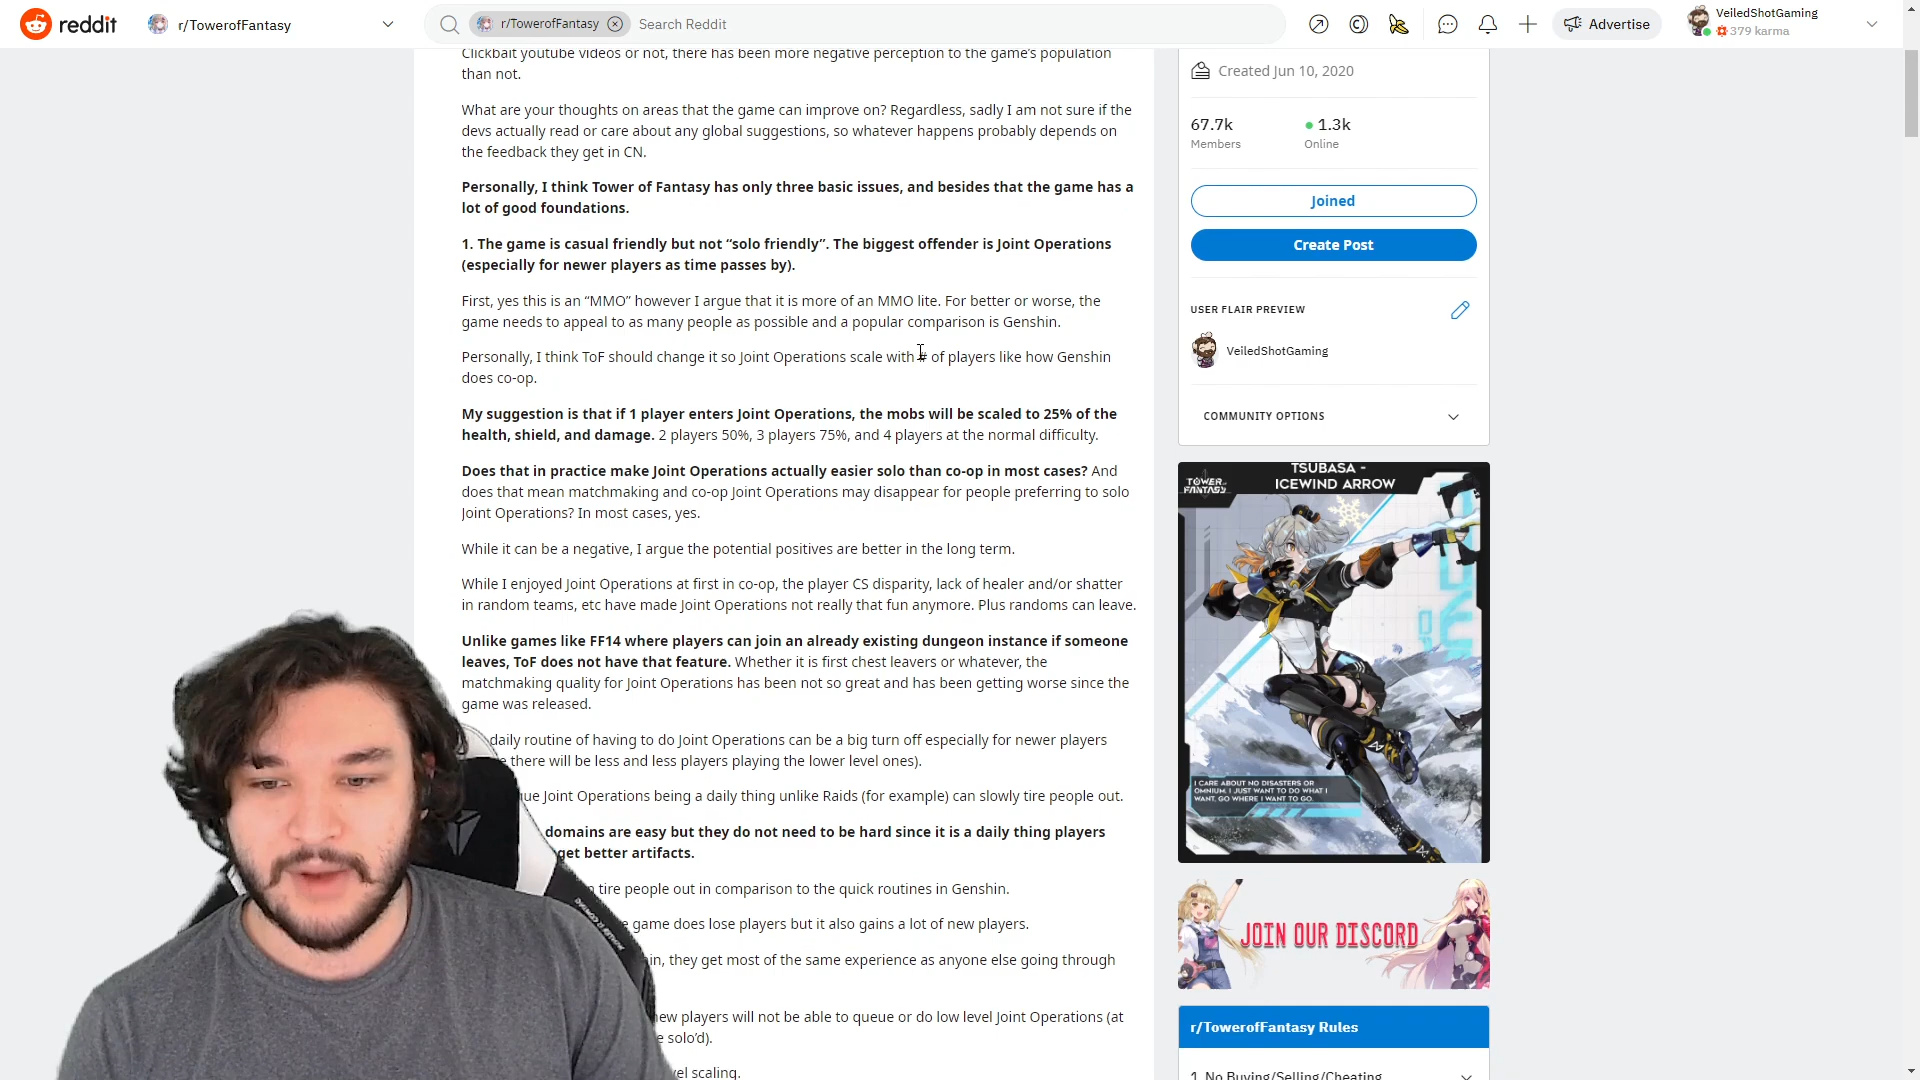 reddit
r/TowerofFantasy
r/TowerofFantasy
Search Reddit
Advertise
VeiledShotGaming
379 karma
Clickbait youtube videos or not, there has been more negative perception to the game's population
than not.
What are your thoughts on areas that the game can improve on? Regardless, sadly I am not sure if the
devs actually read or care about any global suggestions, so whatever happens probably depends on
the feedback they get in CN.
Personally, I think Tower of Fantasy has only three basic issues, and besides that the game has a
lot of good foundations.
1. The game is casual friendly but not “solo friendly”. The biggest offender is Joint Operations
(especially for newer players as time passes by).
First, yes this is an “MMO” however I argue that it is more of an MMO lite. For better or worse, the
game needs to appeal to as many people as possible and a popular comparison is Genshin.
Personally, I think ToF should change it so Joint Operations scale with # of players like how Genshin
does co-op.
My suggestion is that if 1 player enters Joint Operations, the mobs will be scaled to 25% of the
health, shield, and damage. 2 players 50%, 3 players 75%, and 4 players at the normal difficulty.
Does that in practice make Joint Operations actually easier solo than co-op in most cases? And
does that mean matchmaking and co-op Joint Operations may disappear for people preferring to solo
Joint Operations? In most cases, yes.
While it can be a negative, I argue the potential positives are better in the long term.
While I enjoyed Joint Operations at first in co-op, the player CS disparity, lack of healer and/or shatter
in random teams, etc have made Joint Operations not really that fun anymore. Plus randoms can leave.
Unlike games like FF14 where players can join an already existing dungeon instance if someone
leaves, ToF does not have that feature. Whether it is first chest leavers or whatever, the
matchmaking quality for Joint Operations has been not so great and has been getting worse since the
game was released.
daily routine of having to do Joint Operations can be a big turn off especially for newer players
there will be less and less players playing the lower level ones).
Joint Operations being a daily thing unlike Raids (for example) can slowly tire people out.
domains are easy but they do not need to be hard since it is a daily thing players
get better artifacts.
tire people out in comparison to the quick routines in Genshin.
game does lose players but it also gains a lot of new players.
they get most of the same experience as anyone else going through
new players will not be able to queue or do low level Joint Operations (at
solo'd).
scaling.
Created Jun 10, 2020
67.7k
1.3k
Members
Online
Joined
Create Post
USER FLAIR PREVIEW
VeiledShotGaming
COMMUNITY OPTIONS
TOWER OF FANTASY
TSUBASA -
ICEWIND ARROW
I CARE ABOUT NO DISASTERS OR
OMNIUM. I JUST WANT TO DO WHAT I
WANT, GO WHERE I WANT TO GO.
JOIN OUR DISCORD
r/TowerofFantasy Rules
1. No Buying/Selling/Cheating